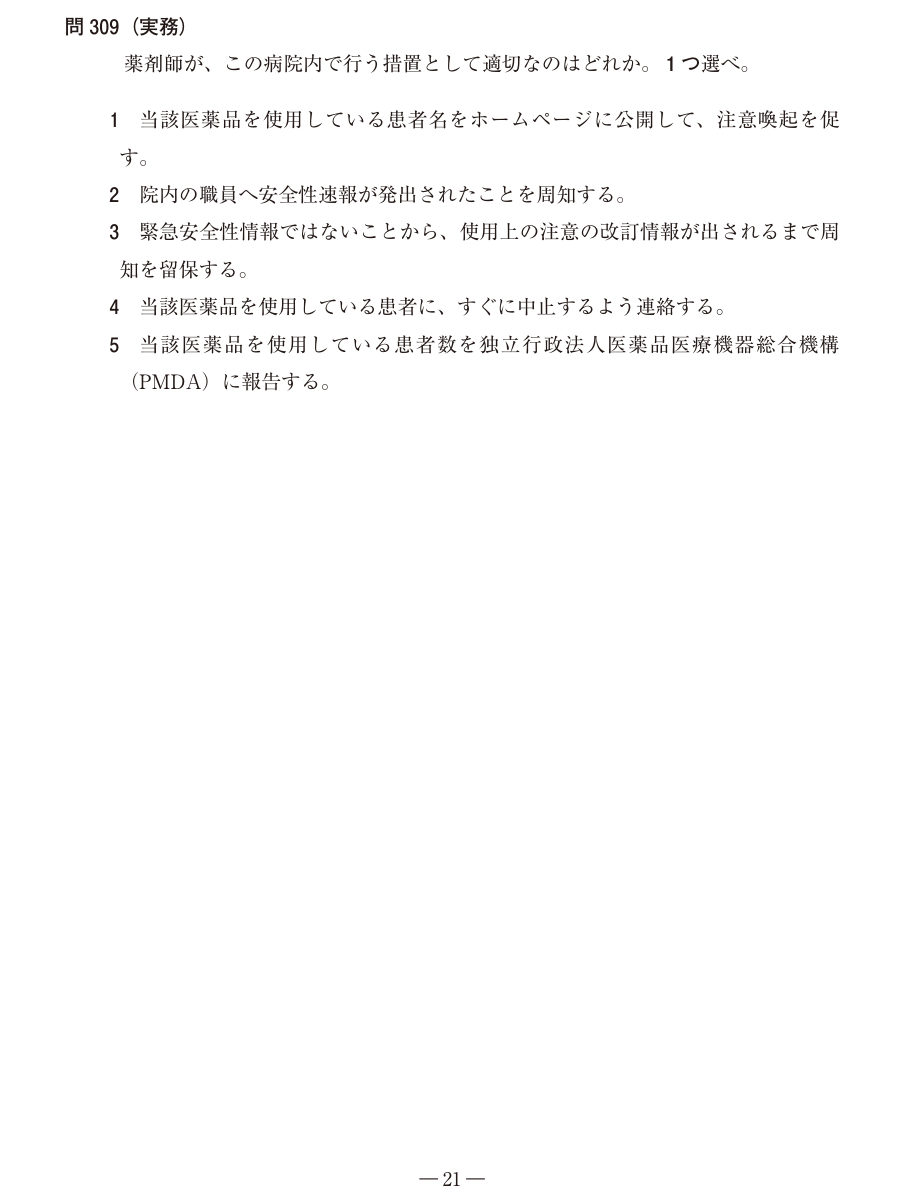 問 309（実務）
薬剤師が、この病院内で行う措置として適切なのはどれか。1つ選べ。
1 当該医薬品を使用している患者名をホームページに公開して、注意喚起を促
す。
2 院内の職員へ安全性速報が発出されたことを周知する。
3 緊急安全性情報ではないことから、使用上の注意の改訂情報が出されるまで周
知を留保する。
4 当該医薬品を使用している患者に、すぐに中止するよう連絡する。
5 当該医薬品を使用している患者数を独立行政法人医薬品医療機器総合機構
（PMDA）に報告する。
— 21 —